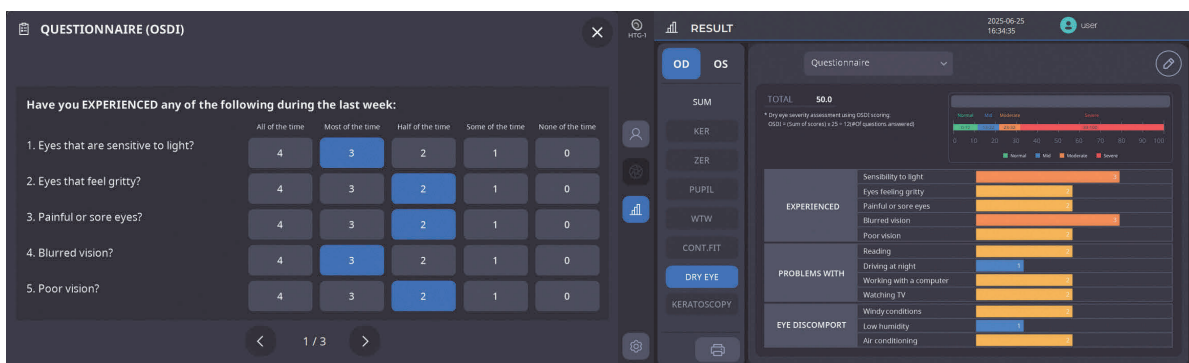 QUESTIONNAIRE (OSDI)
Have you EXPERIENCED any of the following during the last week:
All of the time Most of the time Half of the time Some of the time None of the time
1. Eyes that are sensitive to light? 4 3 2 1 0
2. Eyes that feel gritty? 4 3 2 1 0
3. Painful or sore eyes? 4 3 2 1 0
4. Blurred vision? 4 3 2 1 0
5. Poor vision? 4 3 2 1 0
1 / 3
HTG-1
RESULT
2025-06-25
16:34:35
user
OD OS
SUM
KER
ZER
PUPIL
WTW
CONT.FIT
DRY EYE
KERATOSCOPY
Questionnaire
TOTAL 50.0
* Dry eye severity assessment using OSDI scoring.
OSDI = (Sum of scores) x 25 ÷ 12(#Of questions answered)
Normal Mid Moderate Severe
0 10 20 30 40 50 60 70 80 90 100
Normal Mid Moderate Severe
EXPERIENCED
Sensibility to light 3
Eyes feeling gritty 2
Painful or sore eyes 2
Blurred vision 3
Poor vision 2
PROBLEMS WITH
Reading 2
Driving at night 1
Working with a computer 2
Watching TV 2
EYE DISCOMPORT
Windy conditions 2
Low humidity 1
Air conditioning 2